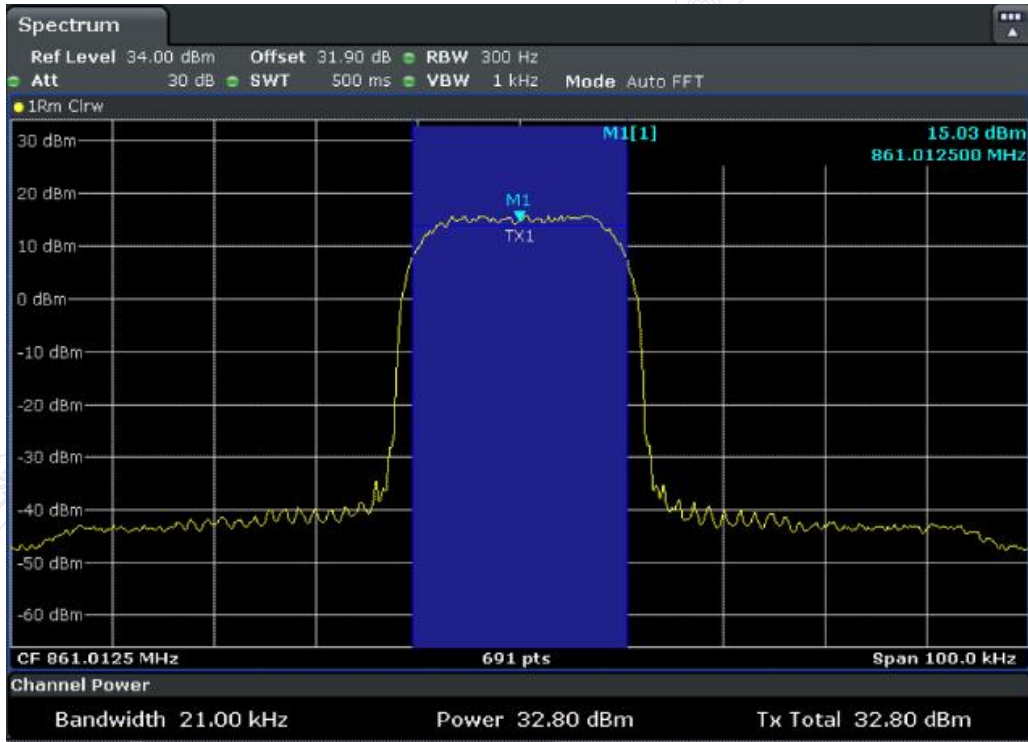 Spectrum
Ref Level 34.00 dBm Offset 31.90 dB RBW 300 Hz
Att 30 dB SWT 500 ms VBW 1 kHz Mode Auto FFT
1Rm Clrw
M1[1] 15.03 dBm
861.012500 MHz
30 dBm
20 dBm
M1
TX1
10 dBm
0 dBm
-10 dBm
-20 dBm
-30 dBm
-40 dBm
-50 dBm
-60 dBm
CF 861.0125 MHz 691 pts Span 100.0 kHz
Channel Power
Bandwidth 21.00 kHz Power 32.80 dBm Tx Total 32.80 dBm